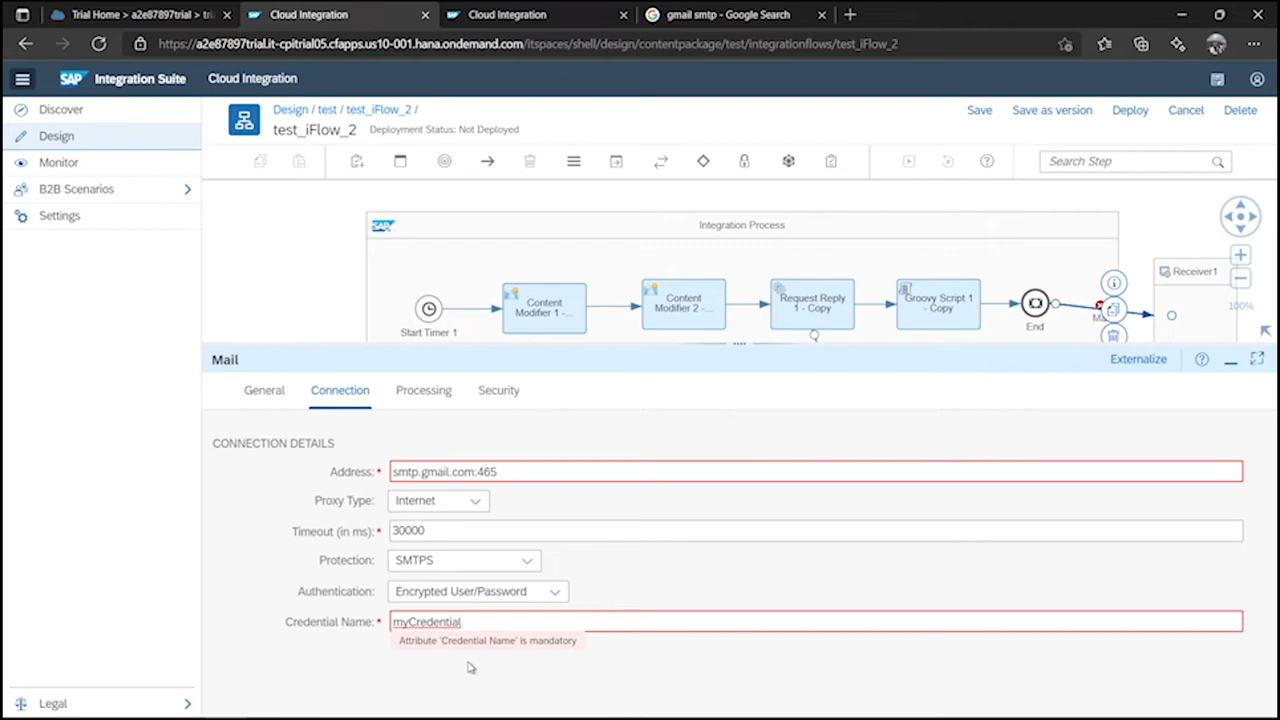 Trial Home > a2e87897trial > tri
Cloud Integration
Cloud Integration
gmail smtp - Google Search
https://a2e87897trial.it-cpitrial05.cfapps.us10-001.hana.ondemand.com/itspaces/shell/design/contentpackage/test/integrationflows/test_iFlow_2
SAP Integration Suite Cloud Integration
Discover
Design
Monitor
B2B Scenarios
Settings
Legal
Design / test / test_iFlow_2 /
test_iFlow_2 Deployment Status: Not Deployed
Save Save as version Deploy Cancel Delete
Search Step
SAP Integration Process
Start Timer 1
Content
Modifier 1 -...
Content
Modifier 2 -...
Request Reply
1 - Copy
Groovy Script 1
- Copy
End
Receiver1
100%
Mail
Externalize
General Connection Processing Security
CONNECTION DETAILS
Address:* smtp.gmail.com:465
Proxy Type: Internet
Timeout (in ms):* 30000
Protection: SMTPS
Authentication: Encrypted User/Password
Credential Name:* myCredential
Attribute 'Credential Name' is mandatory